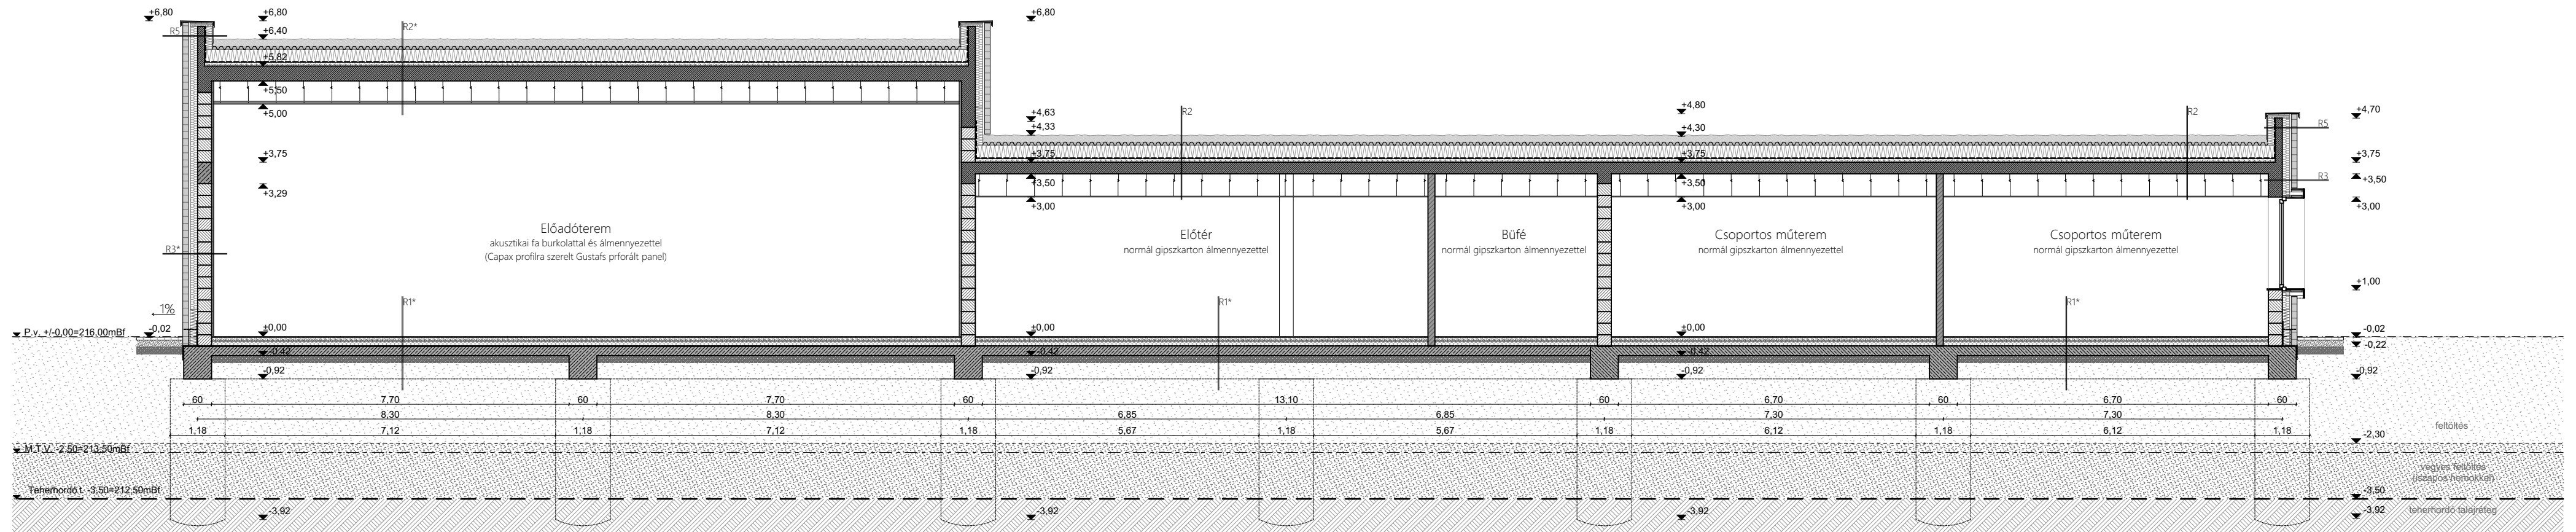 +6,80
+6,80
+6,80
R5
+6,40
R2*
+5,82
+5,50
+5,00
+4,63
+4,33
R2
+4,80
+4,30
R2
+4,70
R5
+3,75
+3,75
+3,75
+3,75
+3,29
+3,50
+3,50
R3
+3,50
+3,00
+3,00
+3,00
Előadóterem
akusztikai fa burkolattal és álmennyezettel
(Capax profilra szerelt Gustafs prforált panel)
Előtér
normál gipszkarton álmennyezettel
Büfé
normál gipszkarton álmennyezettel
Csoportos műterem
normál gipszkarton álmennyezettel
Csoportos műterem
normál gipszkarton álmennyezettel
R3*
+1,00
R1*
R1*
R1*
1%
P.v. +/-0,00=216,00mBf
-0,02
±0,00
±0,00
±0,00
-0,02
-0,22
-0,42
-0,42
-0,42
-0,92
-0,92
-0,92
-0,92
60 7,70 60 7,70 60 13,10 60 6,70 60 6,70 60
8,30 8,30 6,85 6,85 7,30 7,30
1,18 7,12 1,18 7,12 1,18 5,67 1,18 5,67 1,18 6,12 1,18 6,12 1,18
feltöltés
-2,30
M.T.V. -2,50=213,50mBf
vegyes feltöltés
(iszapos homokkal)
Teherhordó t. -3,50=212,50mBf
-3,50
-3,92
-3,92
-3,92
-3,92
teherhordó talajréteg